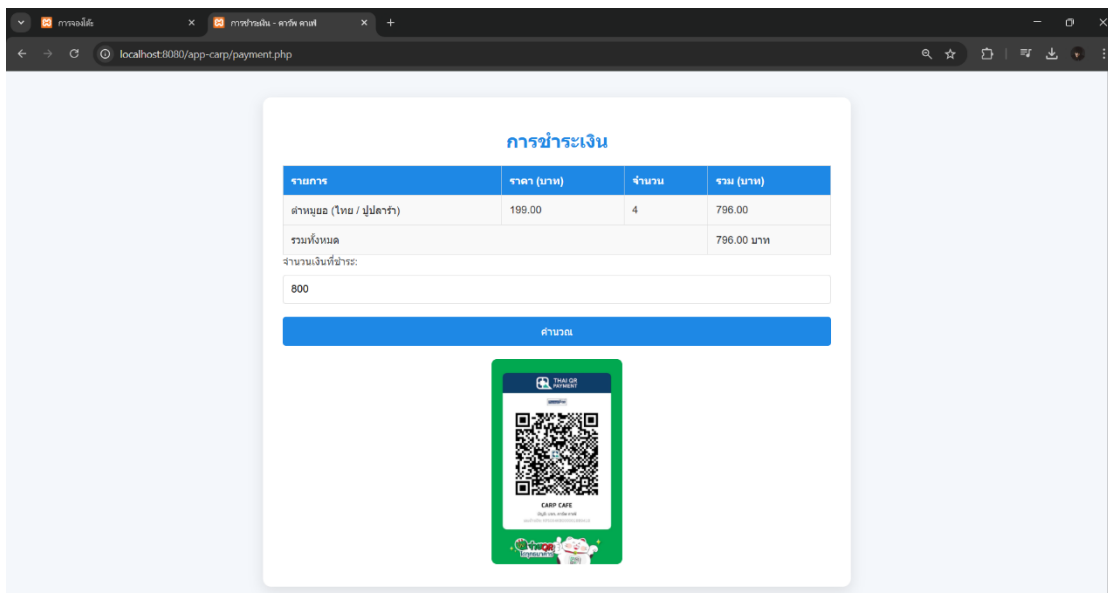 การจองโต๊ะ
การชำระเงิน - คาร์พ คาเฟ่
localhost:8080/app-carp/payment.php
การชำระเงิน
รายการ ราคา (บาท) จำนวน รวม (บาท)
ตำหมูยอ (ไทย / ปูปลาร้า) 199.00 4 796.00
รวมทั้งหมด 796.00 บาท
จำนวนเงินที่ชำระ:
800
คำนวณ
THAI QR
PAYMENT
CARP CAFE